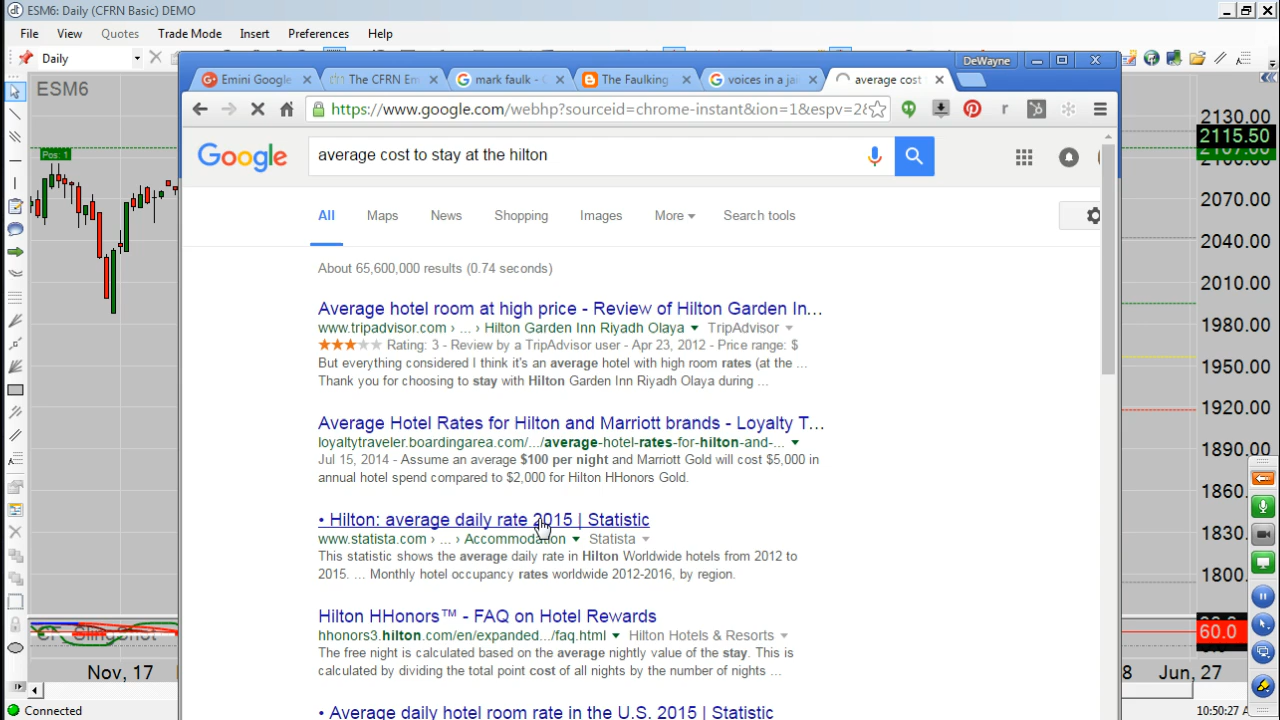 ESM6: Daily (CFRN Basic) DEMO
File View Quotes Trade Mode Insert Preferences Help
Daily
ESM6
Pos: 1
DeWayne
Emini Google
The CFRN Em
mark faulk -
The Faulking
voices in a ja
average cost
https://www.google.com/webhp?sourceid=chrome-instant&ion=1&espv=2&
Google
average cost to stay at the hilton
All Maps News Shopping Images More Search tools
About 65,600,000 results (0.74 seconds)
Average hotel room at high price - Review of Hilton Garden In...
www.tripadvisor.com › ... › Hilton Garden Inn Riyadh Olaya TripAdvisor
Rating: 3 - Review by a TripAdvisor user - Apr 23, 2012 - Price range: $
But everything considered I think it's an average hotel with high room rates (at the ...
Thank you for choosing to stay with Hilton Garden Inn Riyadh Olaya during ...
Average Hotel Rates for Hilton and Marriott brands - Loyalty T...
loyaltytraveler.boardingarea.com/.../average-hotel-rates-for-hilton-and-...
Jul 15, 2014 - Assume an average $100 per night and Marriott Gold will cost $5,000 in
annual hotel spend compared to $2,000 for Hilton HHonors Gold.
• Hilton: average daily rate 2015 | Statistic
www.statista.com › ... › Accommodation Statista
This statistic shows the average daily rate in Hilton Worldwide hotels from 2012 to
2015. ... Monthly hotel occupancy rates worldwide 2012-2016, by region.
Hilton HHonors™ - FAQ on Hotel Rewards
hhonors3.hilton.com/en/expanded.../faq.html Hilton Hotels & Resorts
The free night is calculated based on the average nightly value of the stay. This is
calculated by dividing the total point cost of all nights by the number of nights ...
• Average daily hotel room rate in the U.S. 2015 | Statistic
2130.00
2115.50
2107.00
2070.00
2040.00
2010.00
1980.00
1950.00
1920.00
1890.00
1860.
1830.
1800.
60.0
CF SlingShot
Nov, 17
8 Jun, 27
Connected
10:50:27